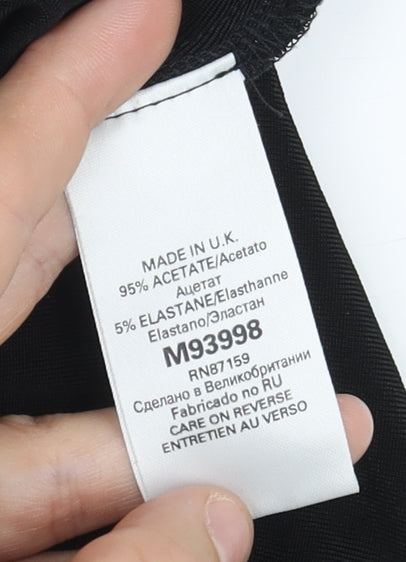 MADE IN U.K.
95% ACETATE/Acetato
Ацетат
5% ELASTANE/Elasthanne
Elastano/Эластан
M93998
RN87159
Сделано в Великобритании
Fabricado no RU
CARE ON REVERSE
ENTRETIEN AU VERSO